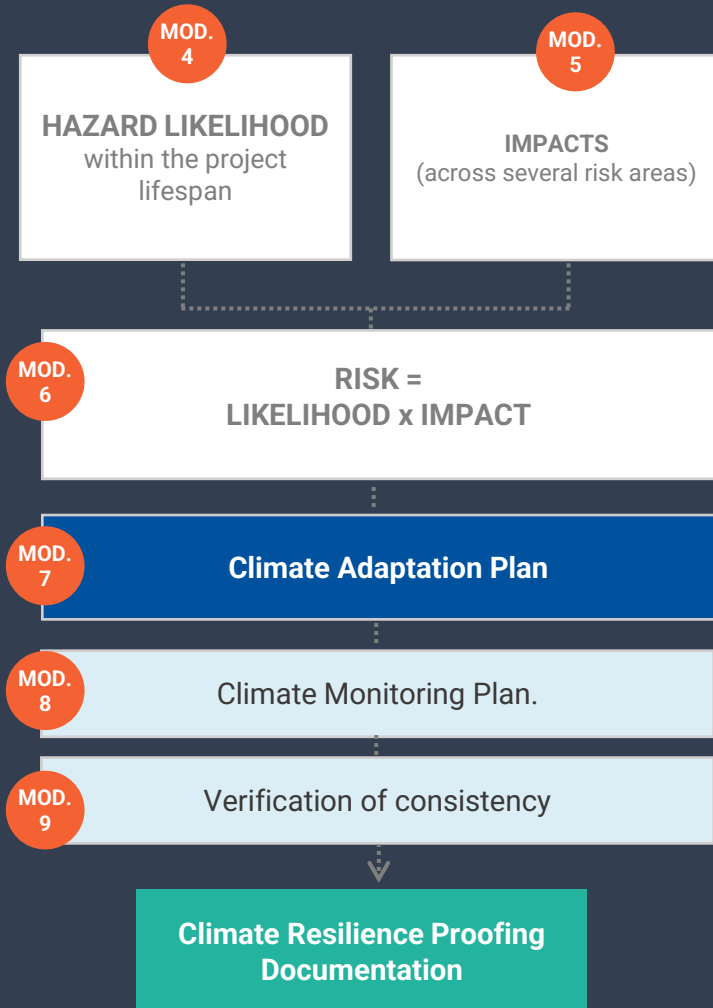 MOD.
4
HAZARD LIKELIHOOD
within the project
lifespan
MOD.
5
IMPACTS
(across several risk areas)
MOD.
6
RISK =
LIKELIHOOD x IMPACT
MOD.
7
Climate Adaptation Plan
MOD.
8
Climate Monitoring Plan.
MOD.
9
Verification of consistency
Climate Resilience Proofing
Documentation